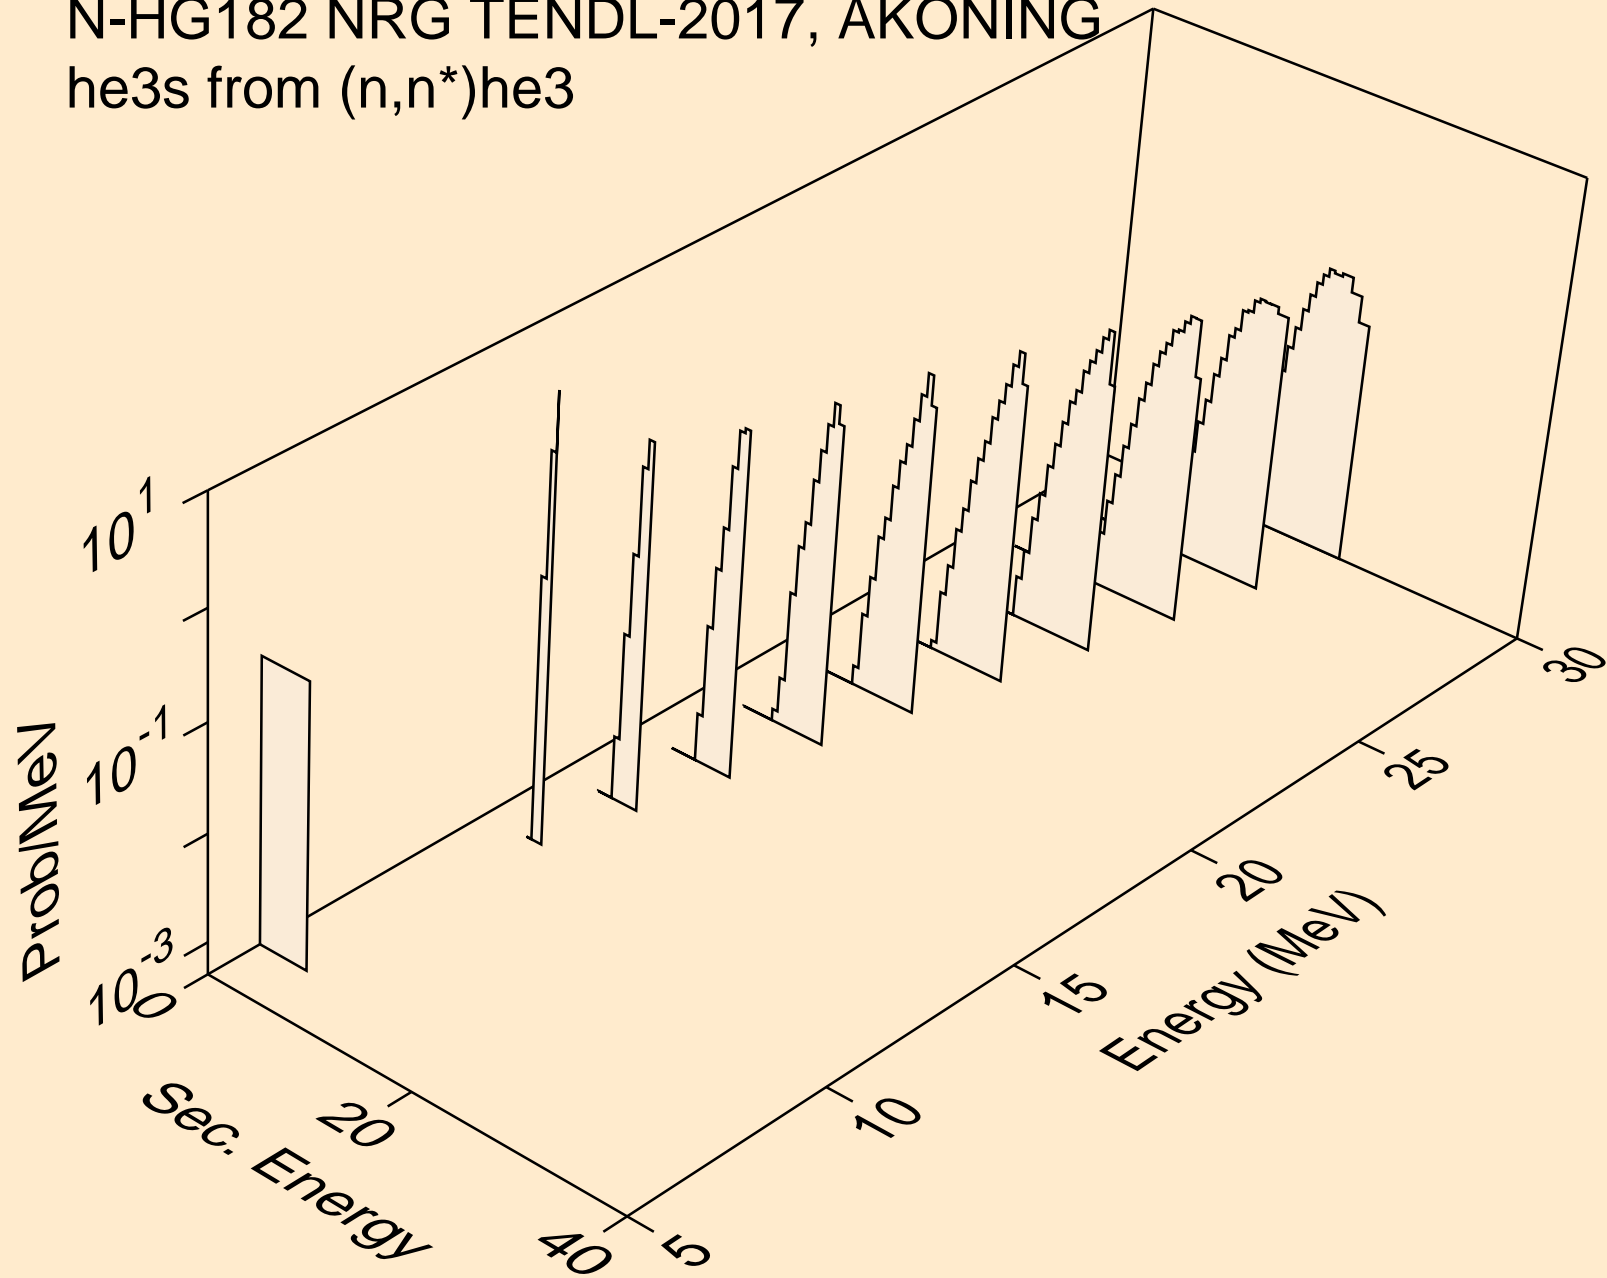 N-HG182 NRG TENDL-2017, AKONING
he3s from (n,n*)he3
10^1
10^-1
10^-3
Prob/MeV
0
20
40
Sec. Energy
5
10
15
20
25
30
Energy (MeV)